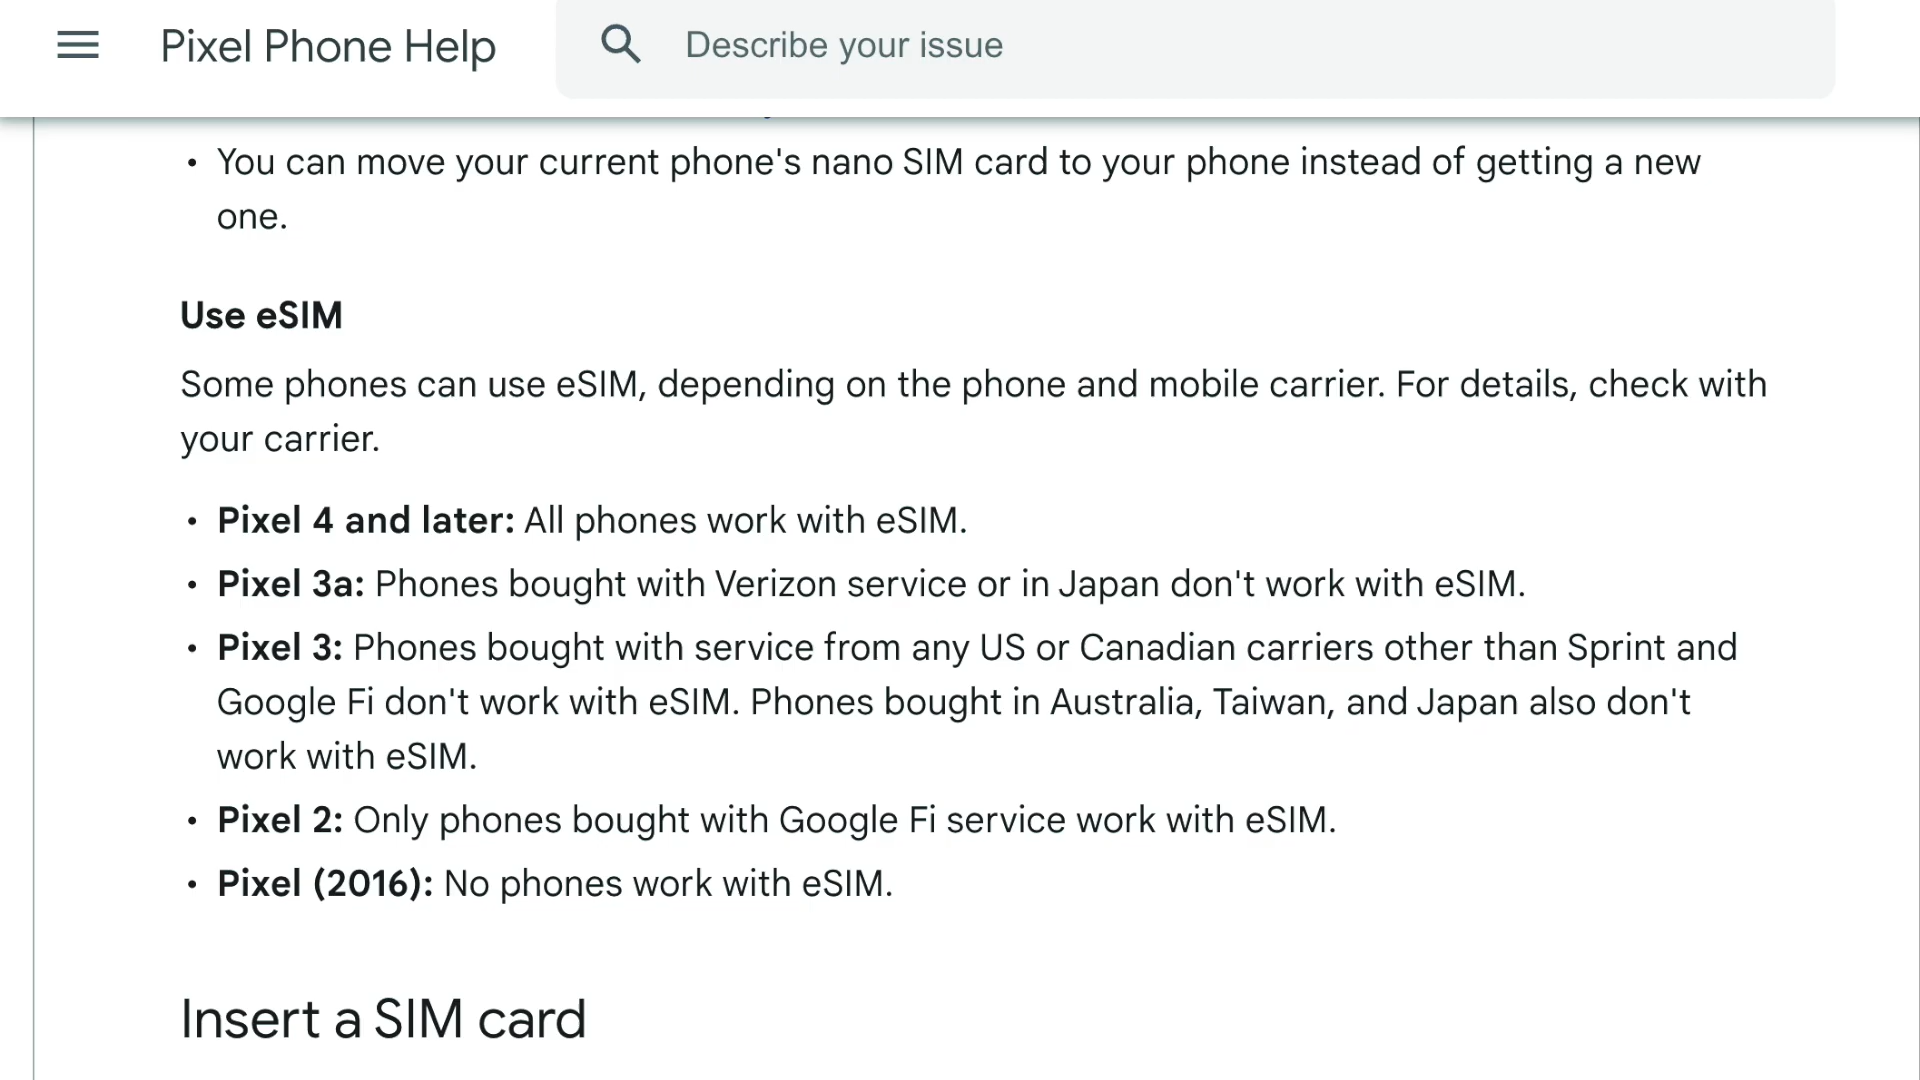 Pixel Phone Help
Describe your issue
• You can move your current phone's nano SIM card to your phone instead of getting a new
one.
Use eSIM
Some phones can use eSIM, depending on the phone and mobile carrier. For details, check with
your carrier.
• Pixel 4 and later: All phones work with eSIM.
• Pixel 3a: Phones bought with Verizon service or in Japan don't work with eSIM.
• Pixel 3: Phones bought with service from any US or Canadian carriers other than Sprint and
Google Fi don't work with eSIM. Phones bought in Australia, Taiwan, and Japan also don't
work with eSIM.
• Pixel 2: Only phones bought with Google Fi service work with eSIM.
• Pixel (2016): No phones work with eSIM.
Insert a SIM card